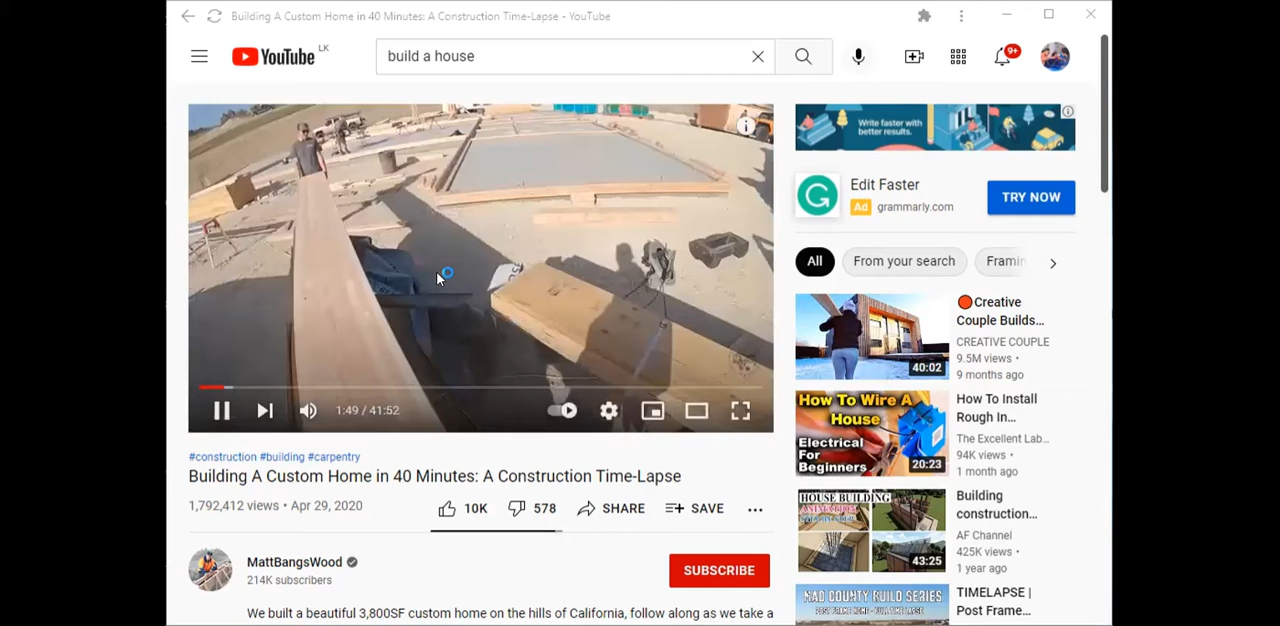 Building A Custom Home in 40 Minutes: A Construction Time-Lapse - YouTube
YouTube LK
build a house
9+
Write faster with
better results.
Edit Faster
Ad grammarly.com
TRY NOW
All
From your search
Framin
1:49 / 41:52
Creative
Couple Builds...
CREATIVE COUPLE
9.5M views •
9 months ago
40:02
How To Wire A
House
Electrical
For
Beginners
20:23
How To Install
Rough In...
The Excellent Lab...
94K views •
1 month ago
#construction #building #carpentry
Building A Custom Home in 40 Minutes: A Construction Time-Lapse
1,792,412 views • Apr 29, 2020
10K
578
SHARE
SAVE
HOUSE BUILDING
43:25
Building
construction...
AF Channel
425K views •
1 year ago
MattBangsWood
214K subscribers
SUBSCRIBE
MAD COUNTY BUILD SERIES
TIMELAPSE |
Post Frame...
We built a beautiful 3,800SF custom home on the hills of California, follow along as we take a